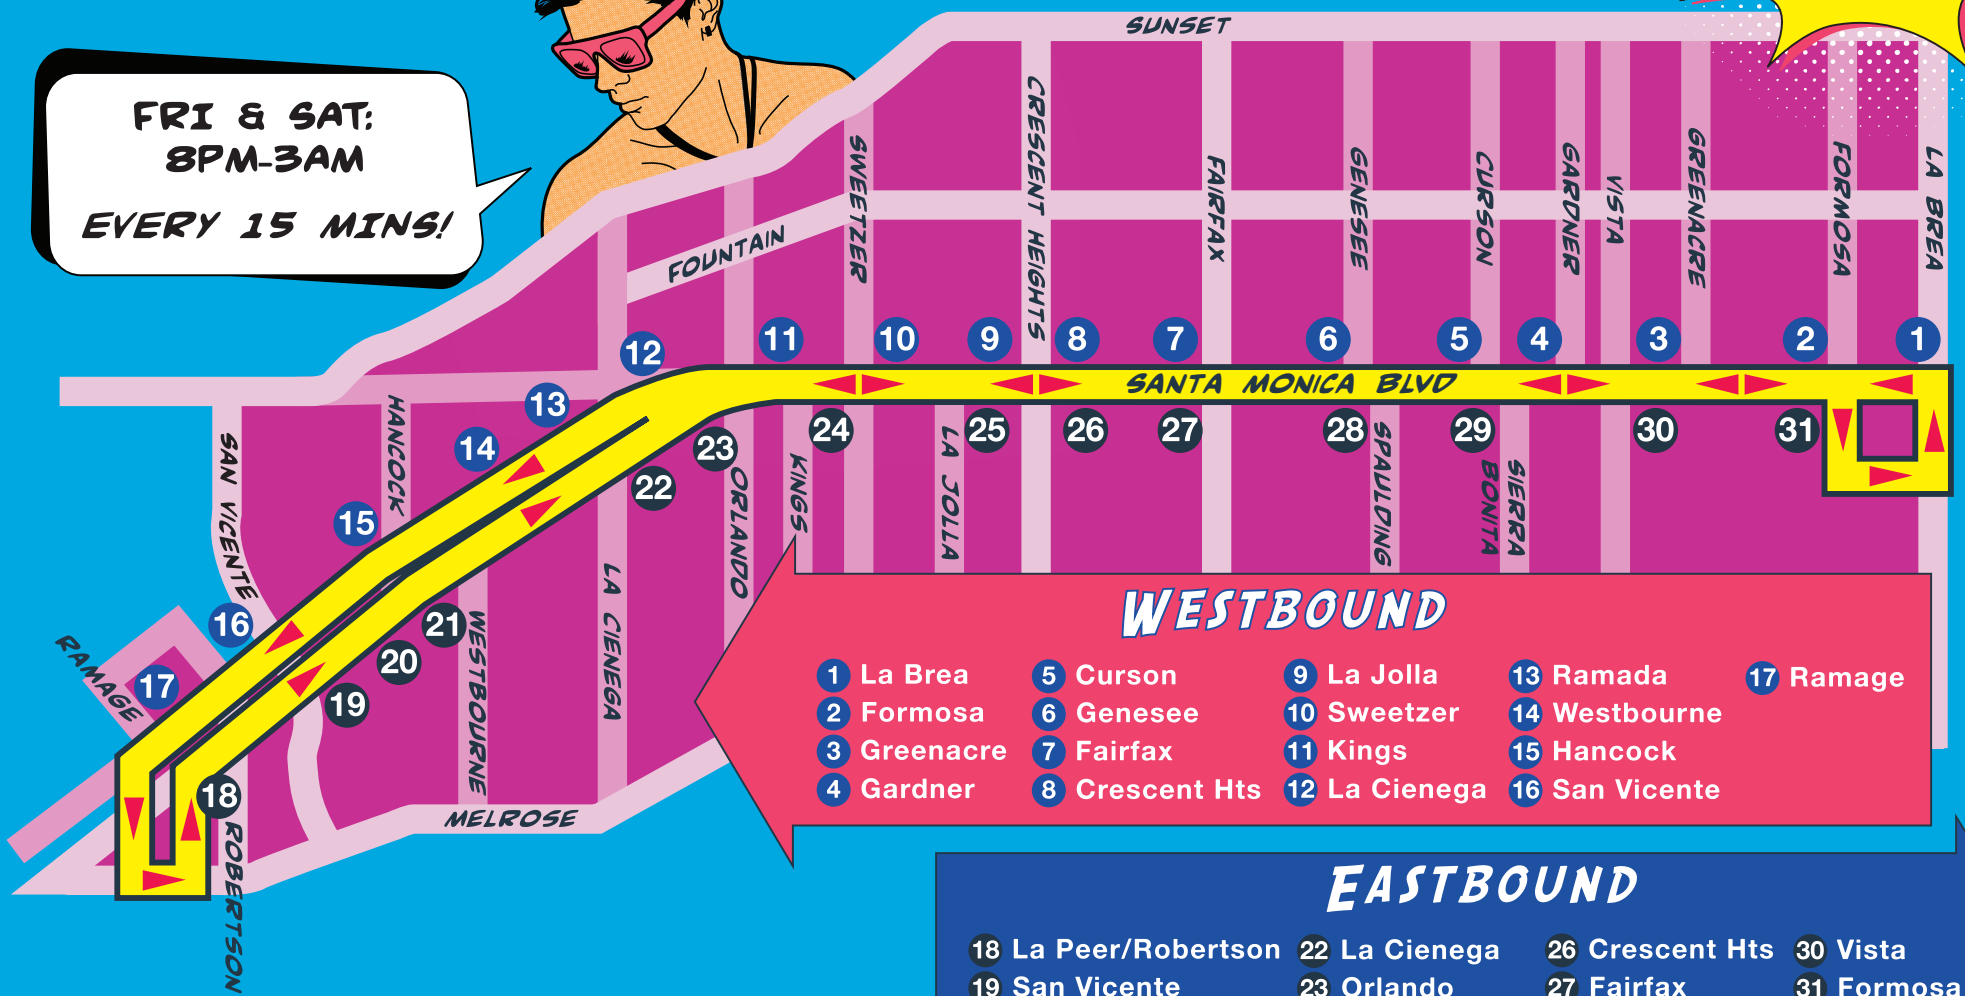 FRI & SAT:
8PM-3AM
EVERY 15 MINS!
SUNSET
FOUNTAIN
SWEETZER
CRESCENT HEIGHTS
FAIRFAX
GENESEE
CURSON
GARDNER
VISTA
GREENACRE
FORMOSA
LA BREA
12
11
10
9
8
7
6
5
4
3
2
1
SANTA MONICA BLVD
13
14
15
16
17
HANCOCK
SAN VICENTE
RAMAGE
24
25
26
27
28
29
30
31
23
22
21
20
19
18
ORLANDO
KINGS
LA JOLLA
SPAULDING
SIERRA
BONITA
LA CIENEGA
WESTBOURNE
MELROSE
ROBERTSON
WESTBOUND
1 La Brea
2 Formosa
3 Greenacre
4 Gardner
5 Curson
6 Genesee
7 Fairfax
8 Crescent Hts
9 La Jolla
10 Sweetzer
11 Kings
12 La Cienega
13 Ramada
14 Westbourne
15 Hancock
16 San Vicente
17 Ramage
EASTBOUND
18 La Peer/Robertson
19 San Vicente
22 La Cienega
23 Orlando
26 Crescent Hts
27 Fairfax
30 Vista
31 Formosa